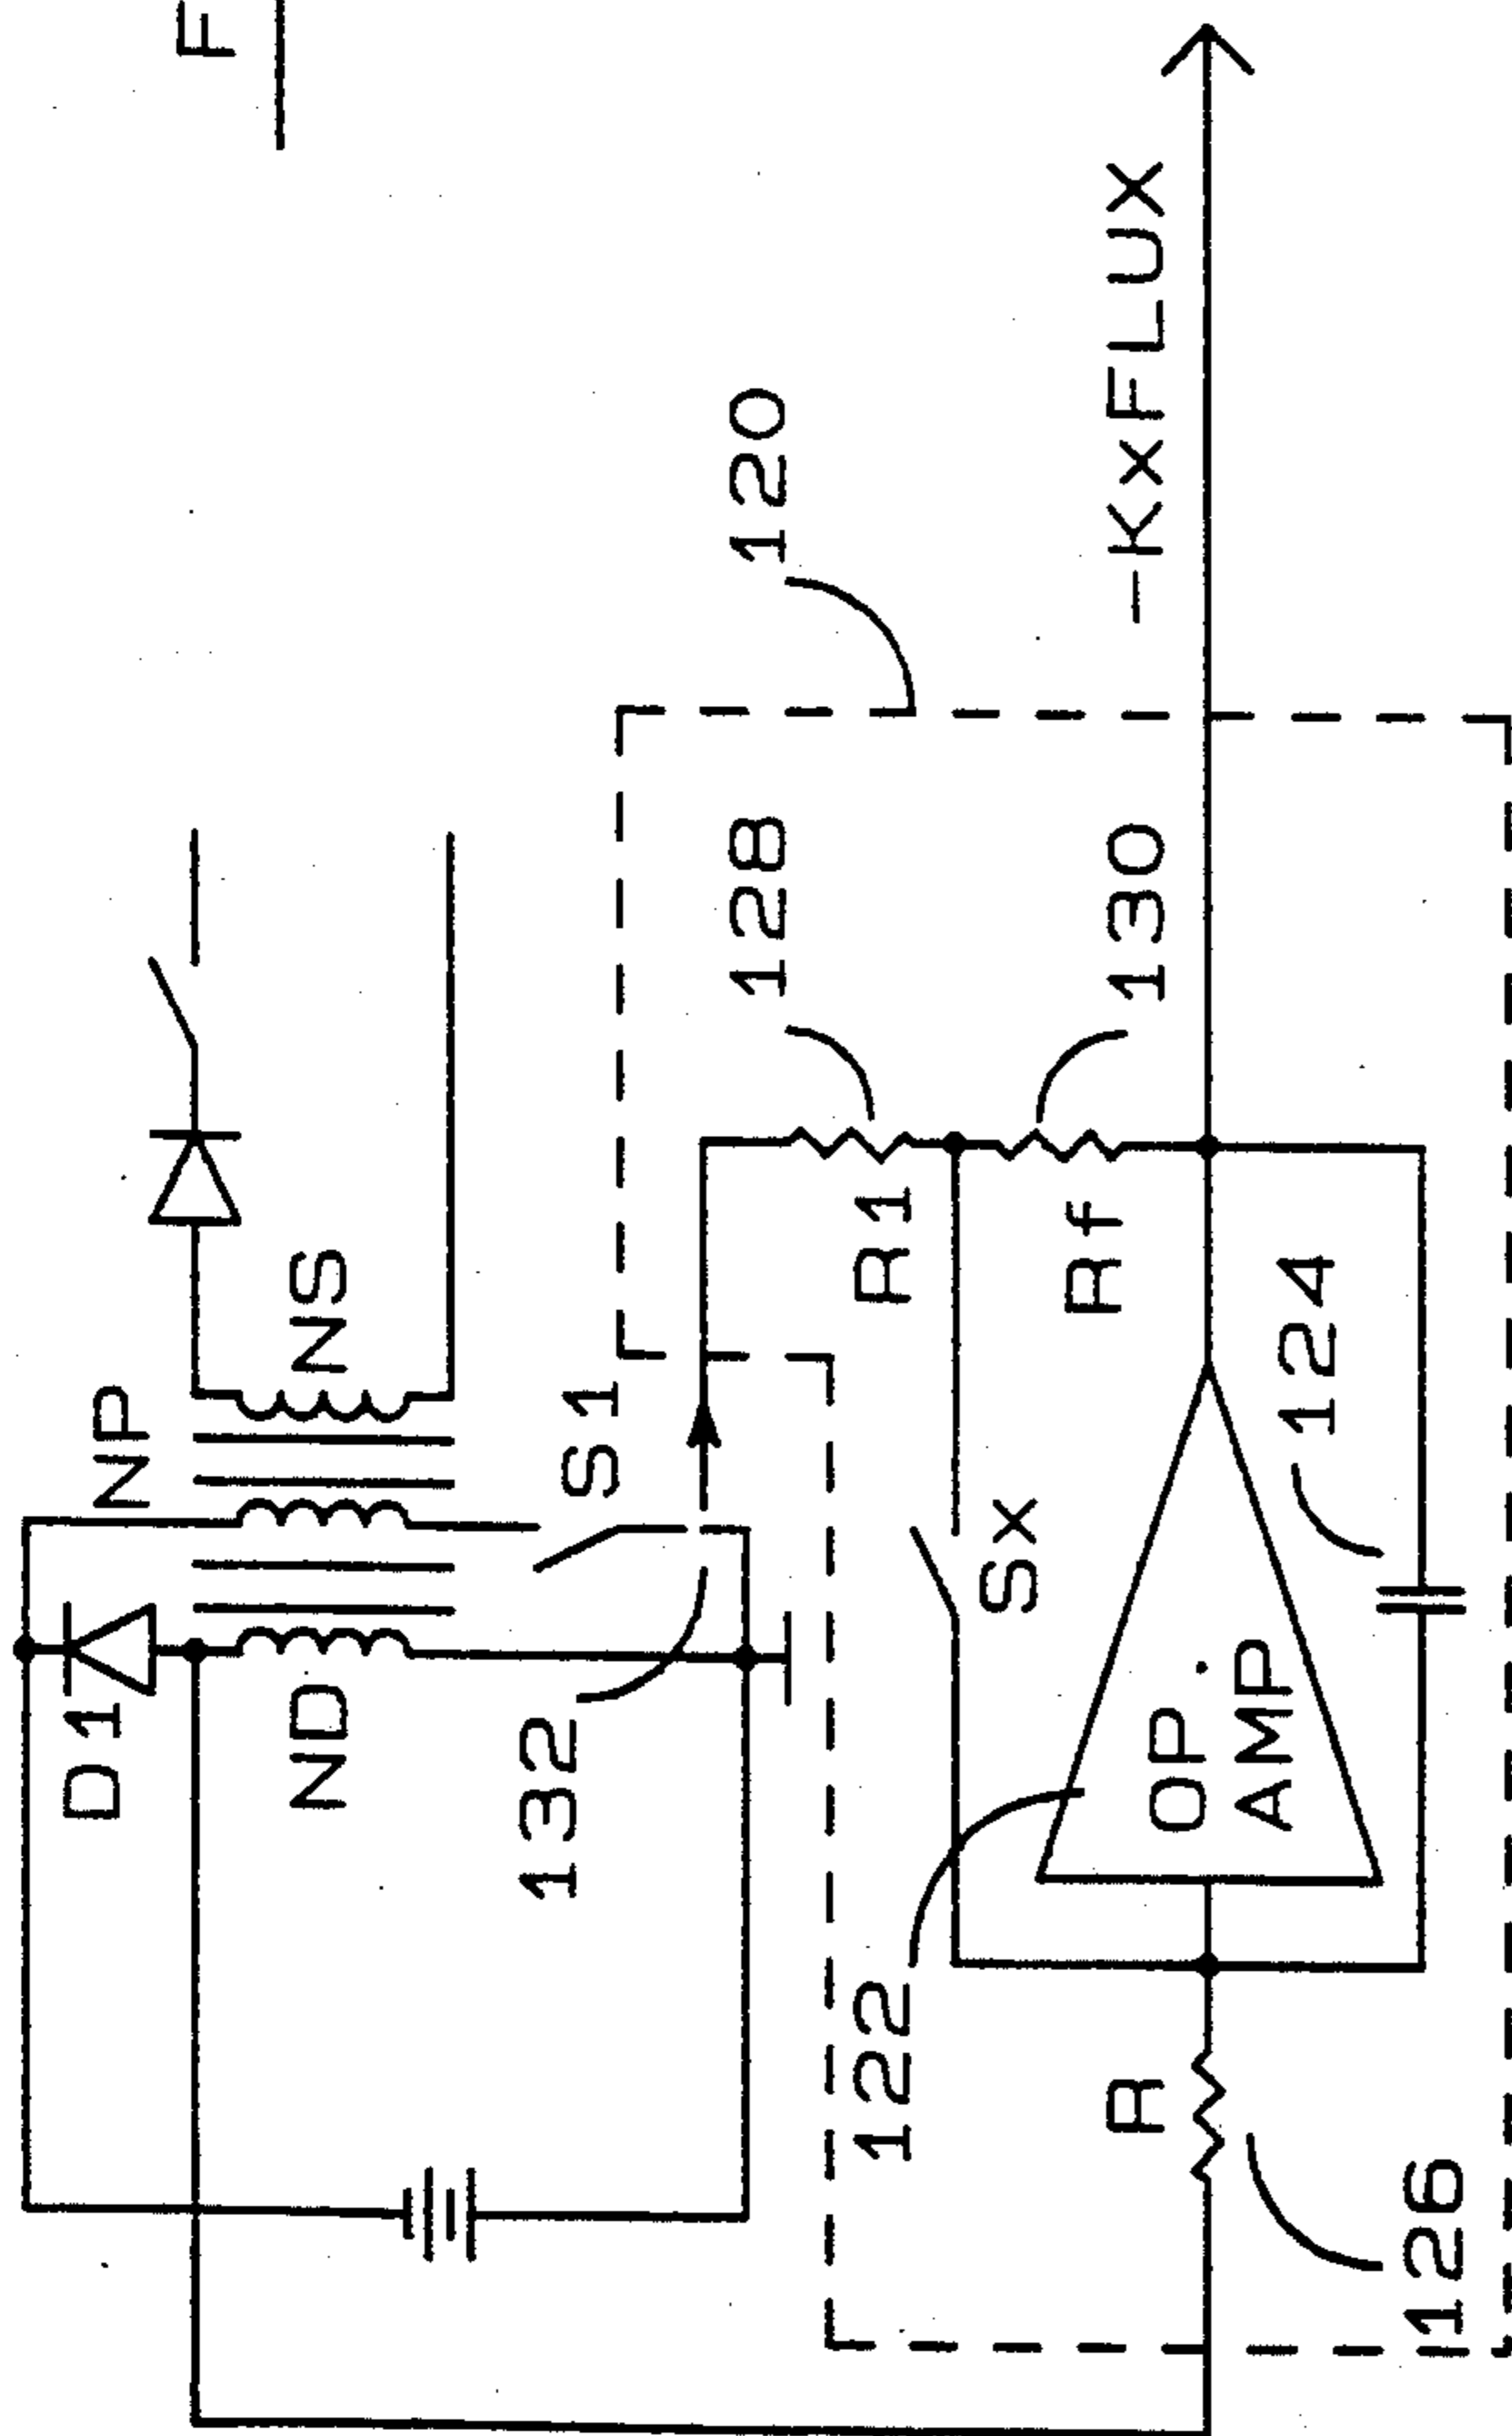 F
D1
NP
ND
NS
132
S1
128
120
R1
Sx
122
130
Rf
-KxFLUX
OP.
AMP
R
124
126